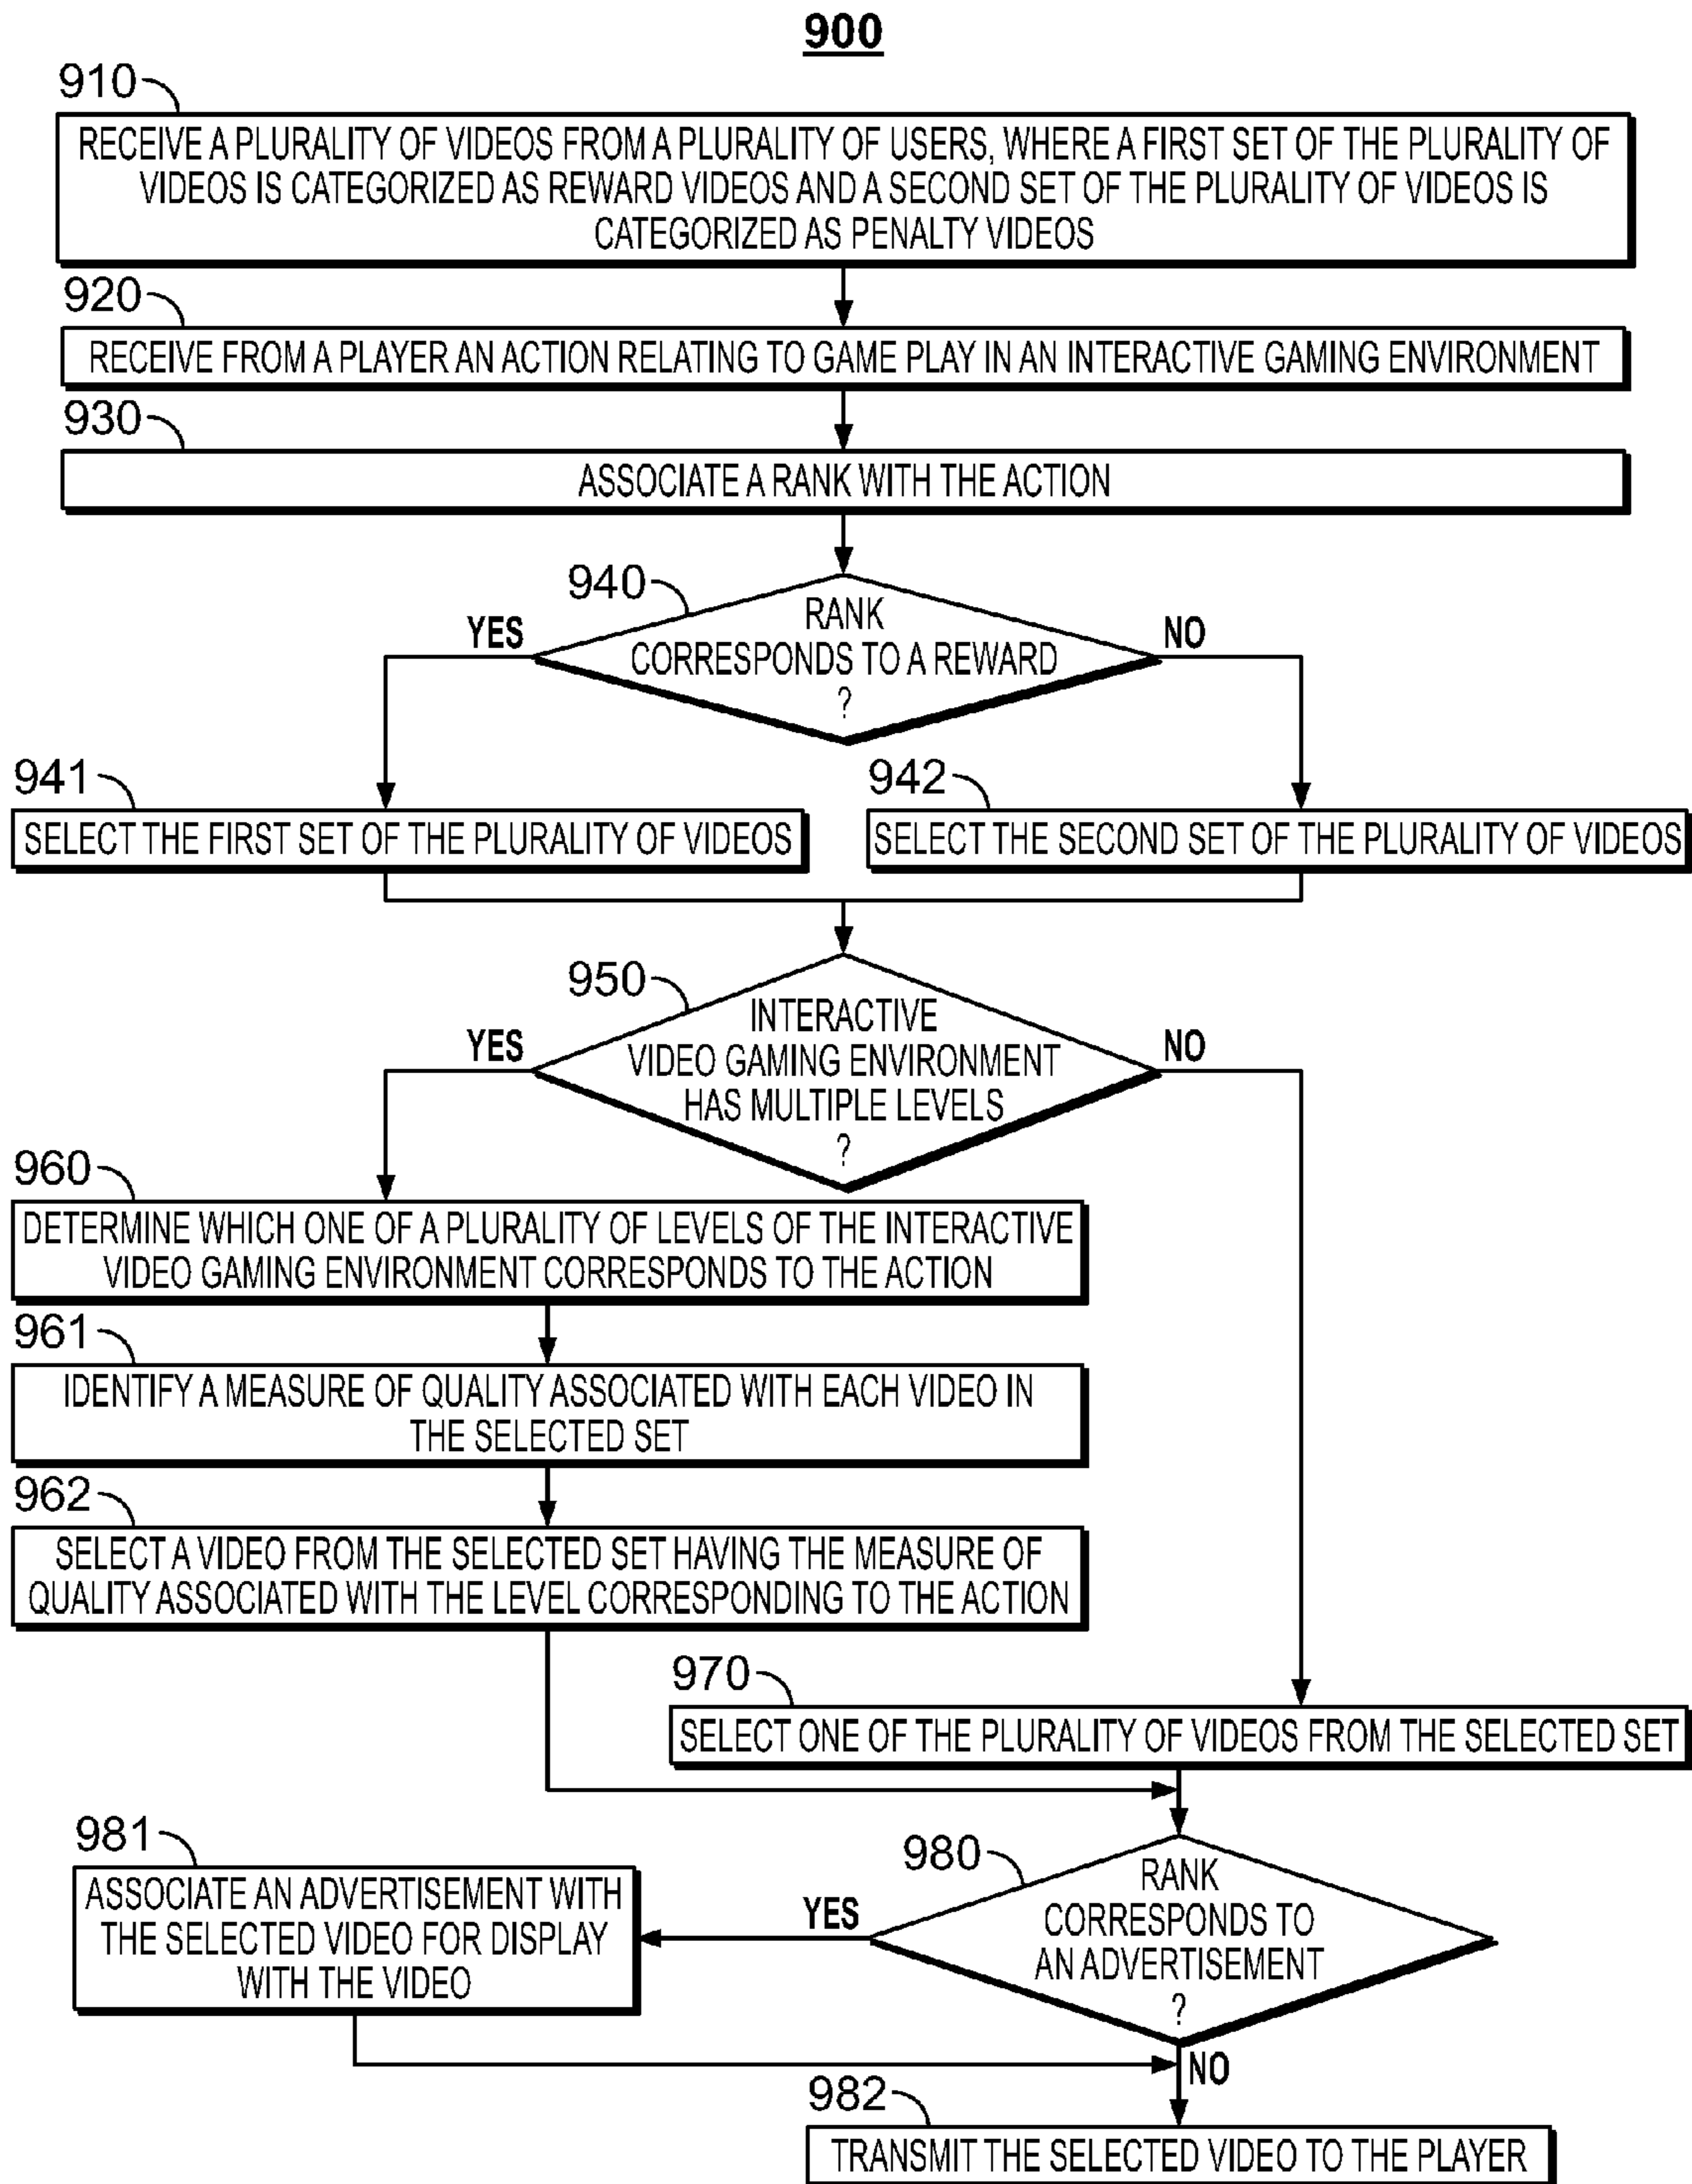 900
910
RECEIVE A PLURALITY OF VIDEOS FROM A PLURALITY OF USERS, WHERE A FIRST SET OF THE PLURALITY OF
VIDEOS IS CATEGORIZED AS REWARD VIDEOS AND A SECOND SET OF THE PLURALITY OF VIDEOS IS
CATEGORIZED AS PENALTY VIDEOS
920
RECEIVE FROM A PLAYER AN ACTION RELATING TO GAME PLAY IN AN INTERACTIVE GAMING ENVIRONMENT
930
ASSOCIATE A RANK WITH THE ACTION
940
RANK
CORRESPONDS TO A REWARD
?
YES
NO
941
SELECT THE FIRST SET OF THE PLURALITY OF VIDEOS
942
SELECT THE SECOND SET OF THE PLURALITY OF VIDEOS
950
INTERACTIVE
VIDEO GAMING ENVIRONMENT
HAS MULTIPLE LEVELS
?
YES
NO
960
DETERMINE WHICH ONE OF A PLURALITY OF LEVELS OF THE INTERACTIVE
VIDEO GAMING ENVIRONMENT CORRESPONDS TO THE ACTION
961
IDENTIFY A MEASURE OF QUALITY ASSOCIATED WITH EACH VIDEO IN
THE SELECTED SET
962
SELECT A VIDEO FROM THE SELECTED SET HAVING THE MEASURE OF
QUALITY ASSOCIATED WITH THE LEVEL CORRESPONDING TO THE ACTION
970
SELECT ONE OF THE PLURALITY OF VIDEOS FROM THE SELECTED SET
980
RANK
CORRESPONDS TO
AN ADVERTISEMENT
?
YES
NO
981
ASSOCIATE AN ADVERTISEMENT WITH
THE SELECTED VIDEO FOR DISPLAY
WITH THE VIDEO
982
TRANSMIT THE SELECTED VIDEO TO THE PLAYER